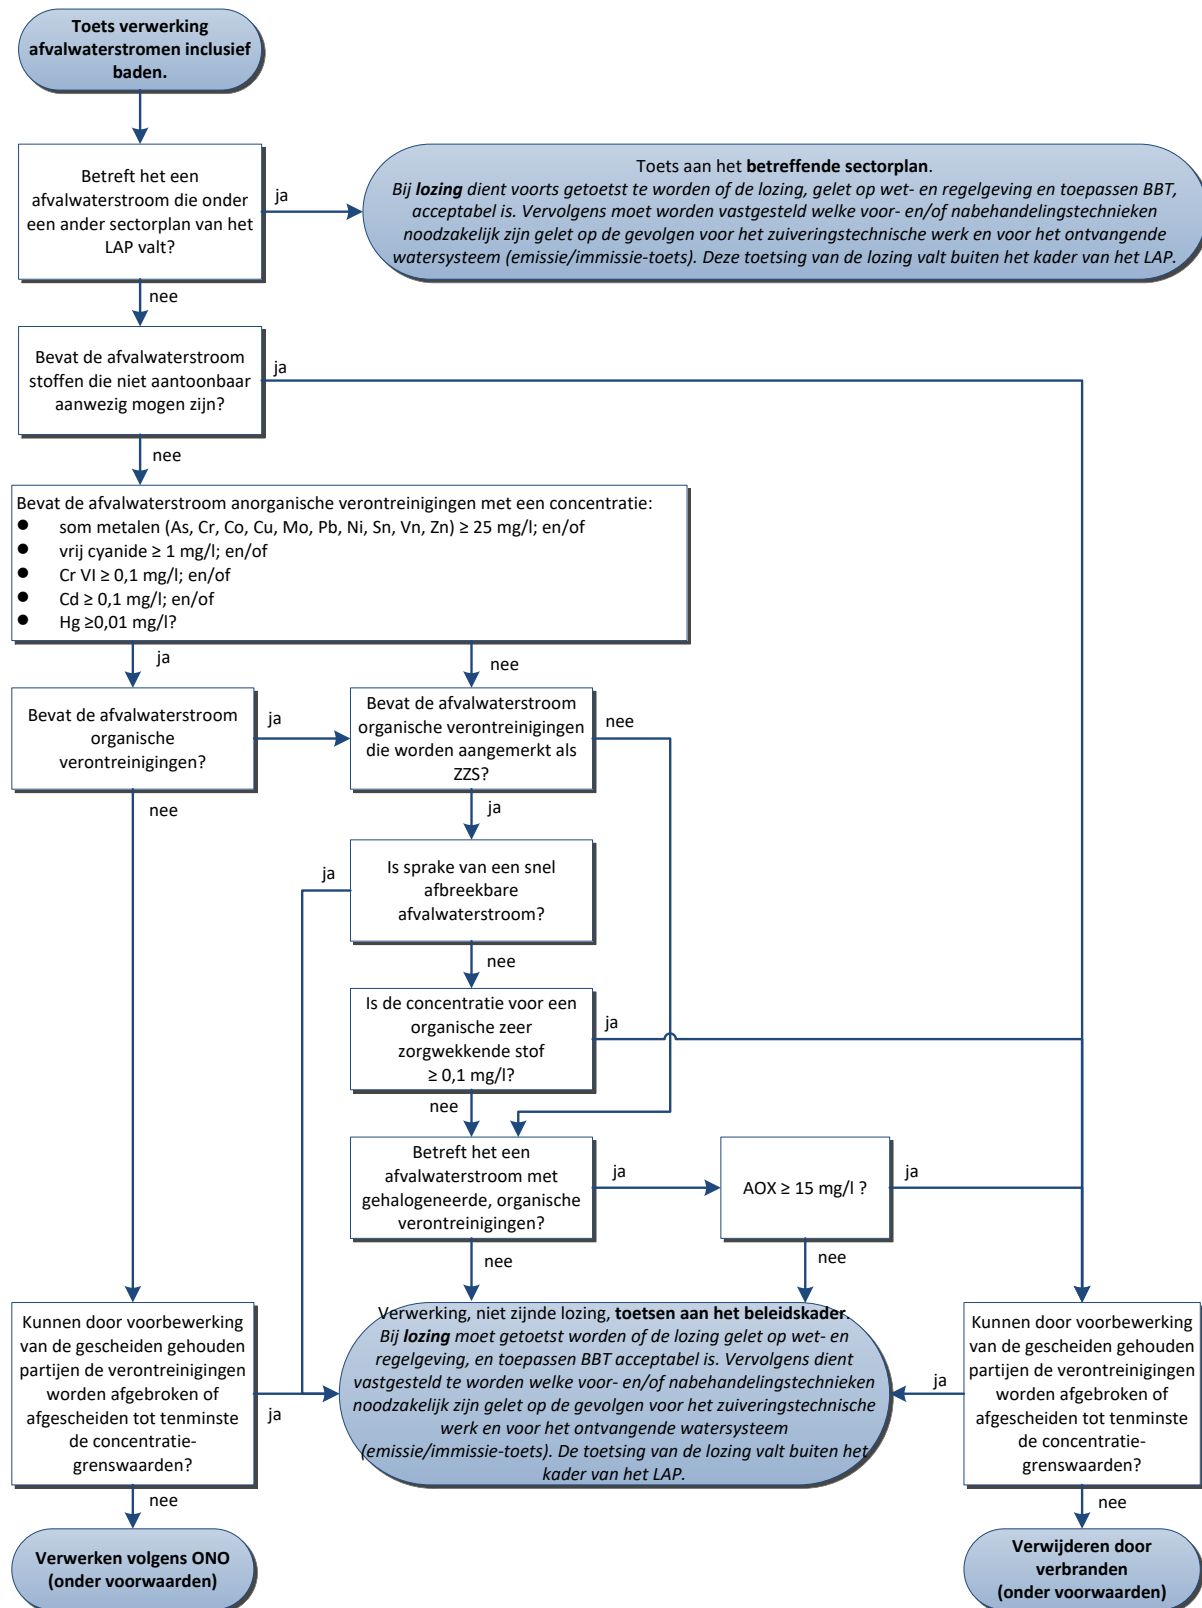 Toets verwerking
afvalwaterstromen inclusief
baden.
Betreft het een
afvalwaterstroom die onder
een ander sectorplan van het
LAP valt?
ja
Toets aan het betreffende sectorplan.
Bij lozing dient voorts getoetst te worden of de lozing, gelet op wet- en regelgeving en toepassen BBT,
acceptabel is. Vervolgens moet worden vastgesteld welke voor- en/of nabehandelingstechnieken
noodzakelijk zijn gelet op de gevolgen voor het zuiveringtechnische werk en voor het ontvangende
watersysteem (emissie/immissie-toets). Deze toetsing van de lozing valt buiten het kader van het LAP.
nee
Bevat de afvalwaterstroom
stoffen die niet aantoonbaar
aanwezig mogen zijn?
ja
nee
Bevat de afvalwaterstroom anorganische verontreinigingen met een concentratie:
● som metalen (As, Cr, Co, Cu, Mo, Pb, Ni, Sn, Vn, Zn) ≥ 25 mg/l; en/of
● vrij cyanide ≥ 1 mg/l; en/of
● Cr VI ≥ 0,1 mg/l; en/of
● Cd ≥ 0,1 mg/l; en/of
● Hg ≥0,01 mg/l?
ja
nee
Bevat de afvalwaterstroom
organische
verontreinigingen?
ja
nee
Bevat de afvalwaterstroom
organische verontreinigingen
die worden aangemerkt als
ZZS?
nee
ja
Is sprake van een snel
afbreekbare
afvalwaterstroom?
ja
nee
Is de concentratie voor een
organische zeer
zorgwekkende stof
≥ 0,1 mg/l?
ja
nee
Betreft het een
afvalwaterstroom met
gehalogeneerde, organische
verontreinigingen?
ja
nee
AOX ≥ 15 mg/l ?
ja
nee
Kunnen door voorbewerking
van de gescheiden gehouden
partijen de verontreinigingen
worden afgebroken of
afgescheiden tot tenminste
de concentratie-
grenswaarden?
ja
nee
Verwerking, niet zijnde lozing, toetsen aan het beleidskader.
Bij lozing moet getoetst worden of de lozing gelet op wet- en
regelgeving, en toepassen BBT acceptabel is. Vervolgens dient
vastgesteld te worden welke voor- en/of nabehandelingstechnieken
noodzakelijk zijn gelet op de gevolgen voor het zuiveringtechnische
werk en voor het ontvangende watersysteem
(emissie/immissie-toets). De toetsing van de lozing valt buiten het
kader van het LAP.
Kunnen door voorbewerking
van de gescheiden gehouden
partijen de verontreinigingen
worden afgebroken of
afgescheiden tot tenminste
de concentratie-
grenswaarden?
ja
nee
Verwerken volgens ONO
(onder voorwaarden)
Verwijderen door
verbranden
(onder voorwaarden)